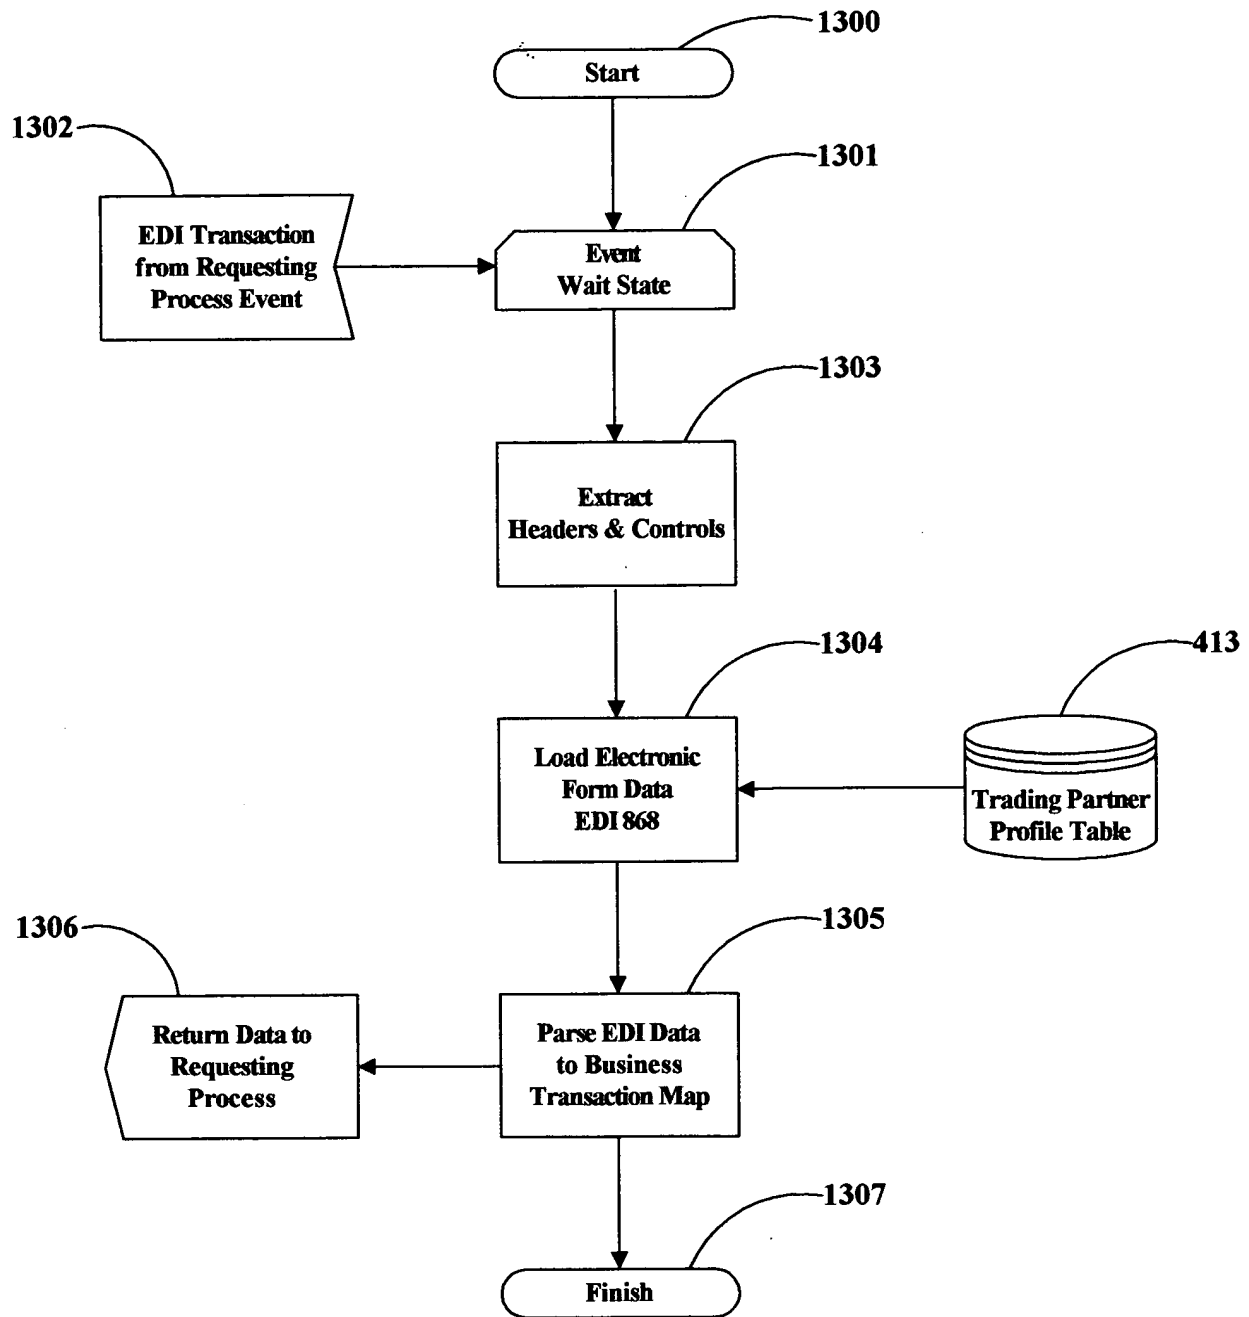 1300
Start
1302
1301
EDI Transaction
from Requesting
Process Event
Event
Wait State
1303
Extract
Headers & Controls
1304
413
Load Electronic
Form Data
EDI 868
Trading Partner
Profile Table
1306
1305
Return Data to
Requesting
Process
Parse EDI Data
to Business
Transaction Map
1307
Finish